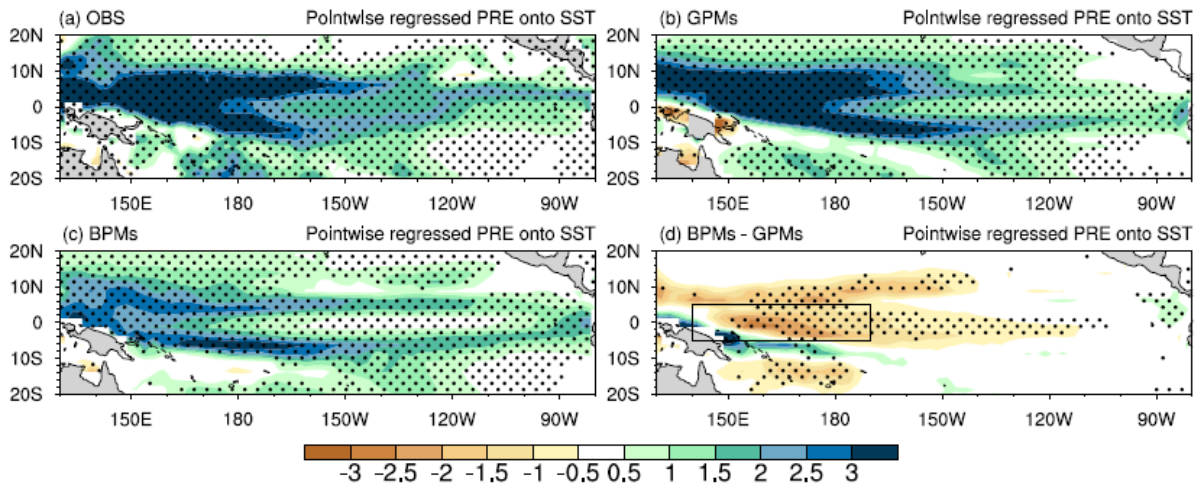 (a) OBS Pointwise regressed PRE onto SST (b) GPMs Pointwise regressed PRE onto SST
20N 20N
10N 10N
0 0
10S 10S
20S 20S
150E 180 150W 120W 90W 150E 180 150W 120W 90W
(c) BPMs Pointwise regressed PRE onto SST (d) BPMs - GPMs Pointwise regressed PRE onto SST
20N 20N
10N 10N
0 0
10S 10S
20S 20S
150E 180 150W 120W 90W 150E 180 150W 120W 90W
-3 -2.5 -2 -1.5 -1 -0.5 0.5 1 1.5 2 2.5 3